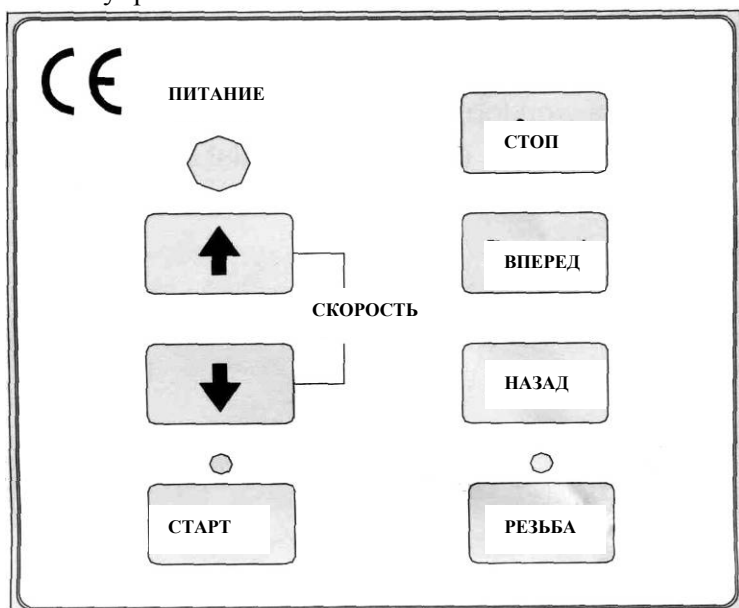 CE
ПИТАНИЕ
СТОП
ВПЕРЕД
СКОРОСТЬ
НАЗАД
СТАРТ
РЕЗЬБА